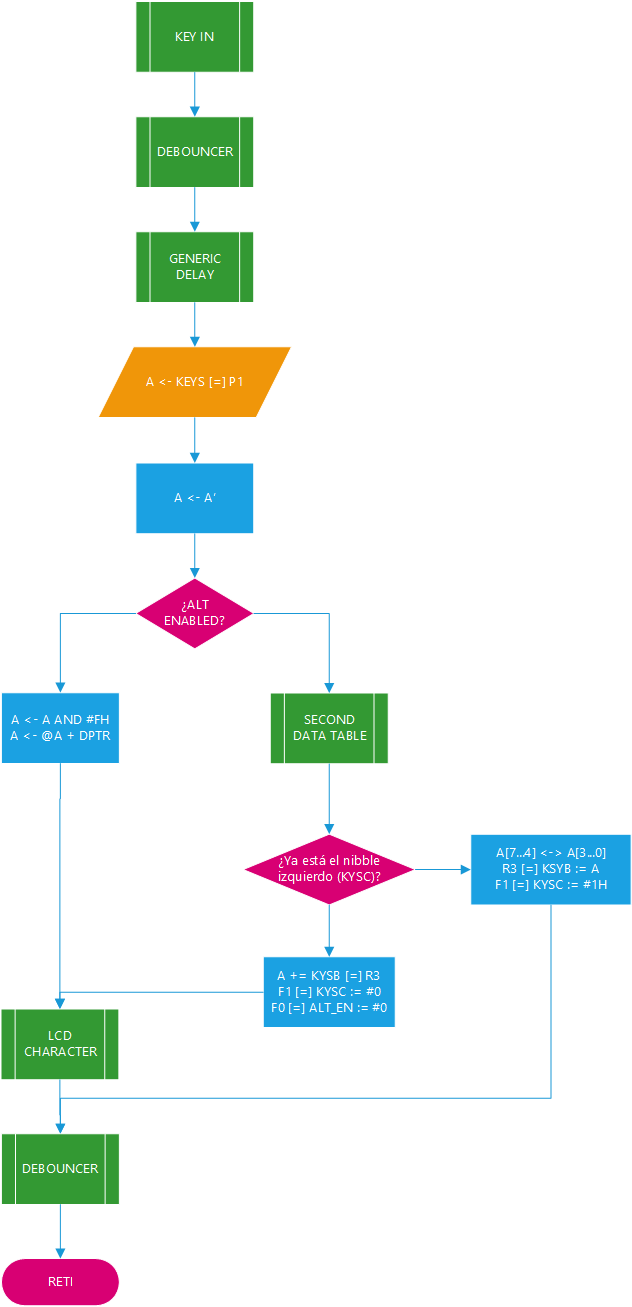 KEY IN
DEBOUNCER
GENERIC
DELAY
A <- KEYS [=] P1
A <- A'
¿ALT
ENABLED?
A <- A AND #FH
A <- @A + DPTR
SECOND
DATA TABLE
¿Ya está el nibble
izquierdo (KYSC)?
A[7...4] <-> A[3...0]
R3 [=] KSYB := A
F1 [=] KYSC := #1H
A += KYSB [=] R3
F1 [=] KYSC := #0
F0 [=] ALT_EN := #0
LCD
CHARACTER
DEBOUNCER
RETI